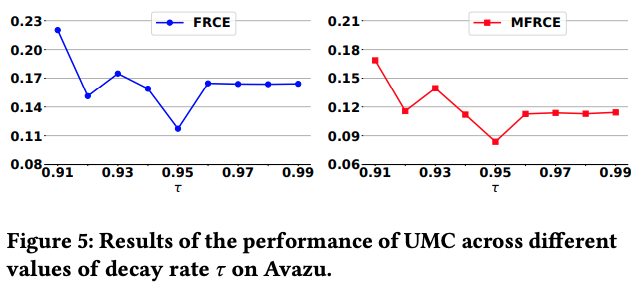 FRCE
0.23
0.20
0.17
0.14
0.11
0.08
0.91 0.93 0.95 0.97 0.99
τ
MFRCE
0.21
0.18
0.15
0.12
0.09
0.06
0.91 0.93 0.95 0.97 0.99
τ
Figure 5: Results of the performance of UMC across different
values of decay rate τ on Avazu.